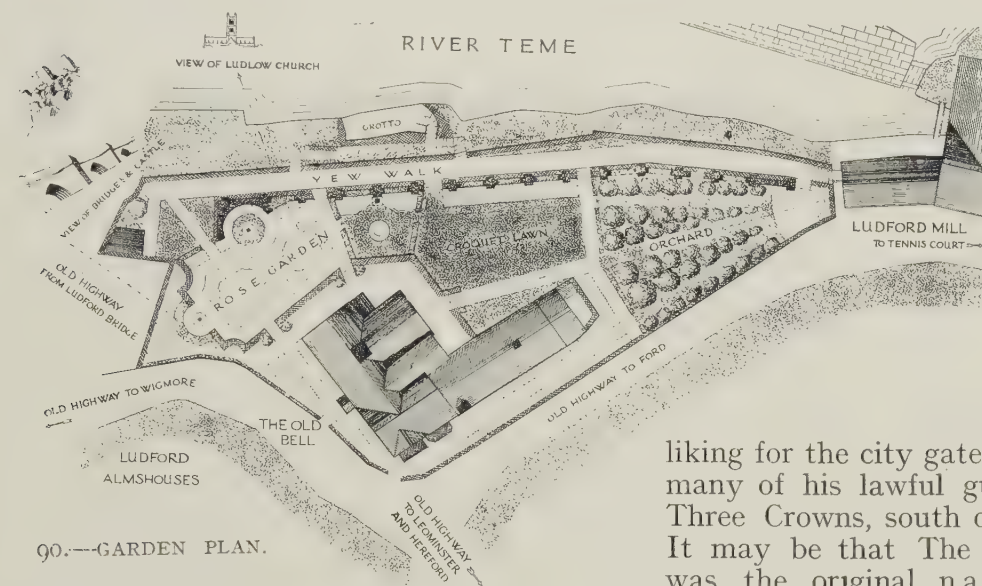 RIVER TEME
VIEW OF LUDLOW CHURCH
GROTTO
VIEW OF BRIDGE & CASTLE
YEW WALK
ROSE GARDEN
CROQUET LAWN
ORCHARD
LUDFORD MILL
TO TENNIS COURT
OLD HIGHWAY
FROM LUDFORD BRIDGE
OLD HIGHWAY TO WIGMORE
THE OLD
BELL
LUDFORD
ALMSHOUSES
OLD HIGHWAY TO FORD
OLD HIGHWAY
TO LEOMINSTER
AND HEREFORD
90.—GARDEN PLAN.
liking for the city gate
many of his lawful
Three Crowns, south
It may be that The
was the original